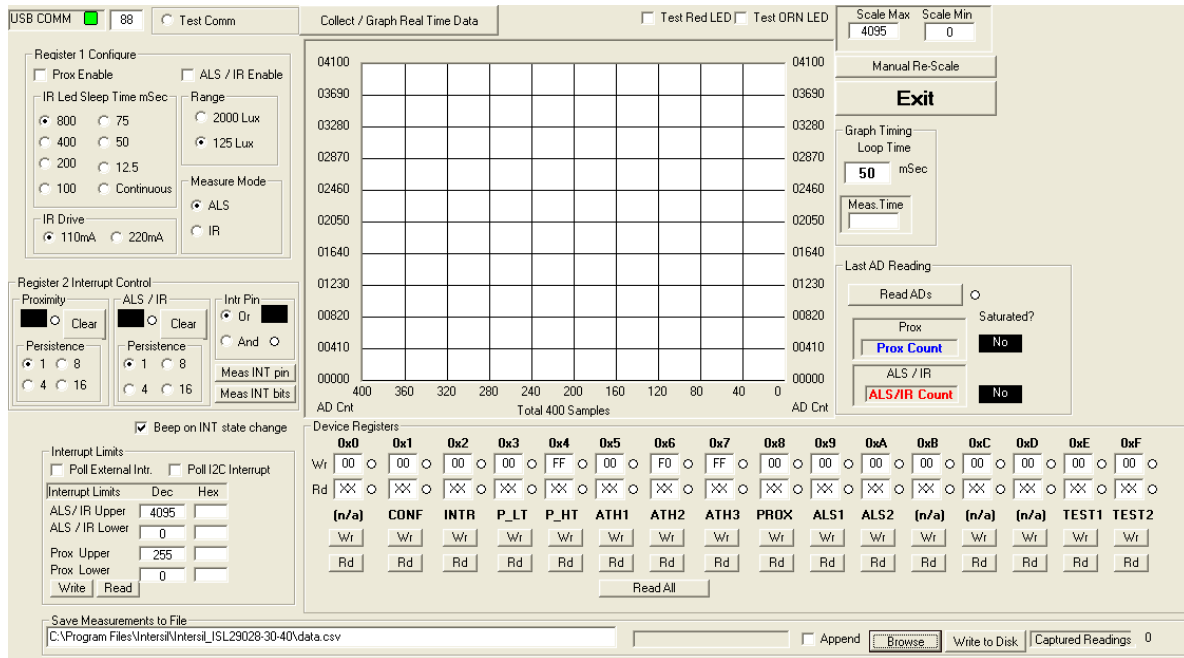 USB COMM 88 Test Comm Collect / Graph Real Time Data Test Red LED Test ORN LED
Scale Max Scale Min
4095 0
Manual Re-Scale
Exit
Register 1 Configure
Prox Enable ALS / IR Enable
IR Led Sleep Time mSec
800 75
400 50
200 12.5
100 Continuous
Range
2000 Lux
125 Lux
Measure Mode
ALS
IR
IR Drive
110mA 220mA
04100 04100
03690 03690
03280 03280
02870 02870
02460 02460
02050 02050
01640 01640
01230 01230
00820 00820
00410 00410
00000 00000
400 360 320 280 240 200 160 120 80 40 0
AD Cnt Total 400 Samples AD Cnt
Graph Timing
Loop Time
50 mSec
Meas.Time
Last AD Reading
Read ADs
Saturated?
Prox
Prox Count No
ALS / IR
ALS/IR Count No
Register 2 Interrupt Control
Proximity
Clear
Persistence
1 8
4 16
ALS / IR
Clear
Persistence
1 8
4 16
Intr Pin
Or
And
Meas INT pin
Meas INT bits
Beep on INT state change
Interrupt Limits
Poll External Intr. Poll I2C Interrupt
Interrupt Limits Dec Hex
ALS/ IR Upper 4095
ALS / IR Lower 0
Prox Upper 255
Prox Lower 0
Write Read
Device Registers
0x0 0x1 0x2 0x3 0x4 0x5 0x6 0x7 0x8 0x9 0xA 0xB 0xC 0xD 0xE 0xF
Wr 00 00 00 00 FF 00 F0 FF 00 00 00 00 00 00 00 00
Rd XX XX XX XX XX XX XX XX XX XX XX XX XX XX XX XX
(n/a) CONF INTR P_LT P_HT ATH1 ATH2 ATH3 PROX ALS1 ALS2 (n/a) (n/a) (n/a) TEST1 TEST2
Wr Wr Wr Wr Wr Wr Wr Wr Wr Wr Wr Wr Wr Wr Wr Wr
Rd Rd Rd Rd Rd Rd Rd Rd Rd Rd Rd Rd Rd Rd Rd Rd
Read All
Save Measurements to File
C:\Program Files\Intersil\Intersil_ISL29028-30-40\data.csv Append Browse Write to Disk Captured Readings 0